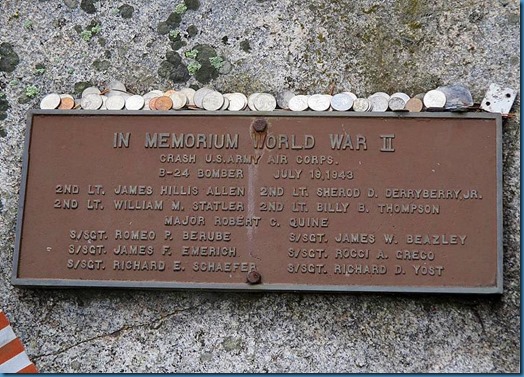 IN MEMORIUM WORLD WAR II
CRASH U.S. ARMY AIR CORPS.
B-24 BOMBER JULY 19, 1943
2ND LT. JAMES HILLIS ALLEN 2ND LT. SHEROD D. DERRYBERRY, JR.
2ND LT. WILLIAM M. STATLER 2ND LT. BILLY B. THOMPSON
MAJOR ROBERT C. QUINE
S/SGT. ROMEO P. BERUBE S/SGT. JAMES W. BEAZLEY
S/SGT. JAMES F. EMERICH S/SGT. ROCCI A. GRECO
S/SGT. RICHARD E. SCHAEFER S/SGT. RICHARD D. YOST